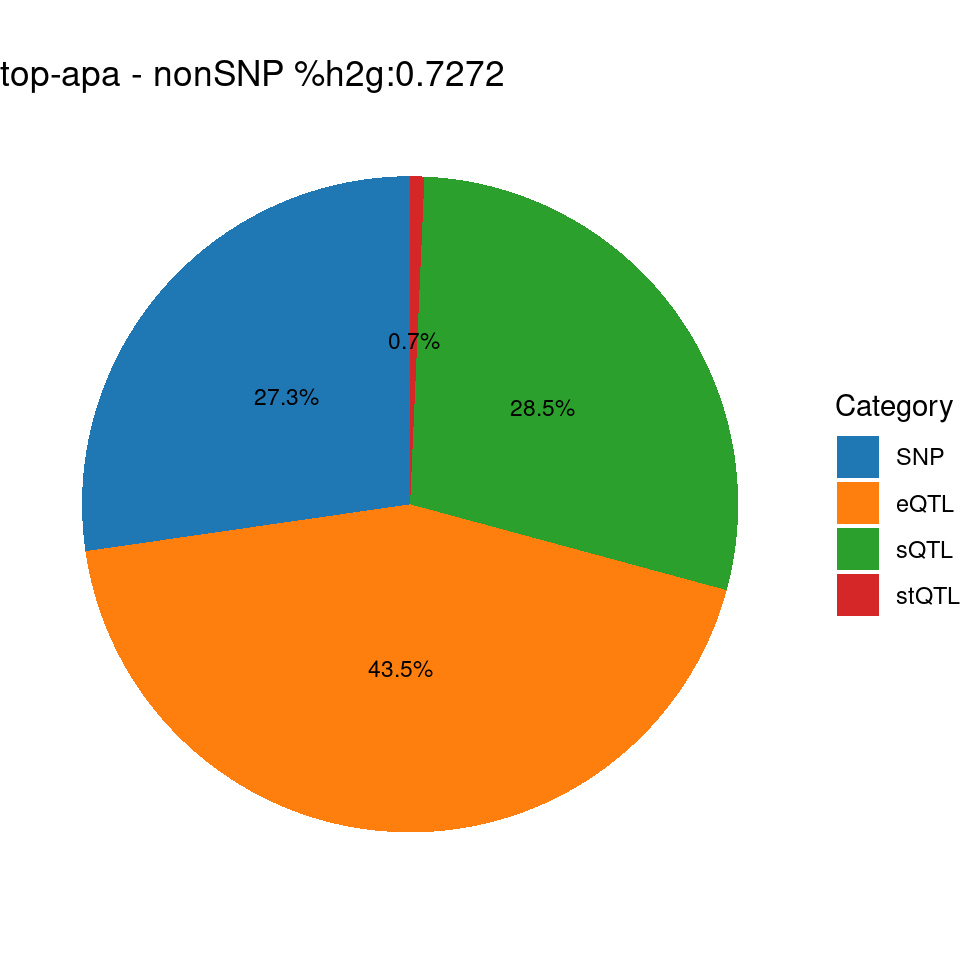 top-apa - nonSNP %h2g:0.7272
0.7%
27.3%
28.5%
43.5%
Category
SNP
eQTL
sQTL
stQTL